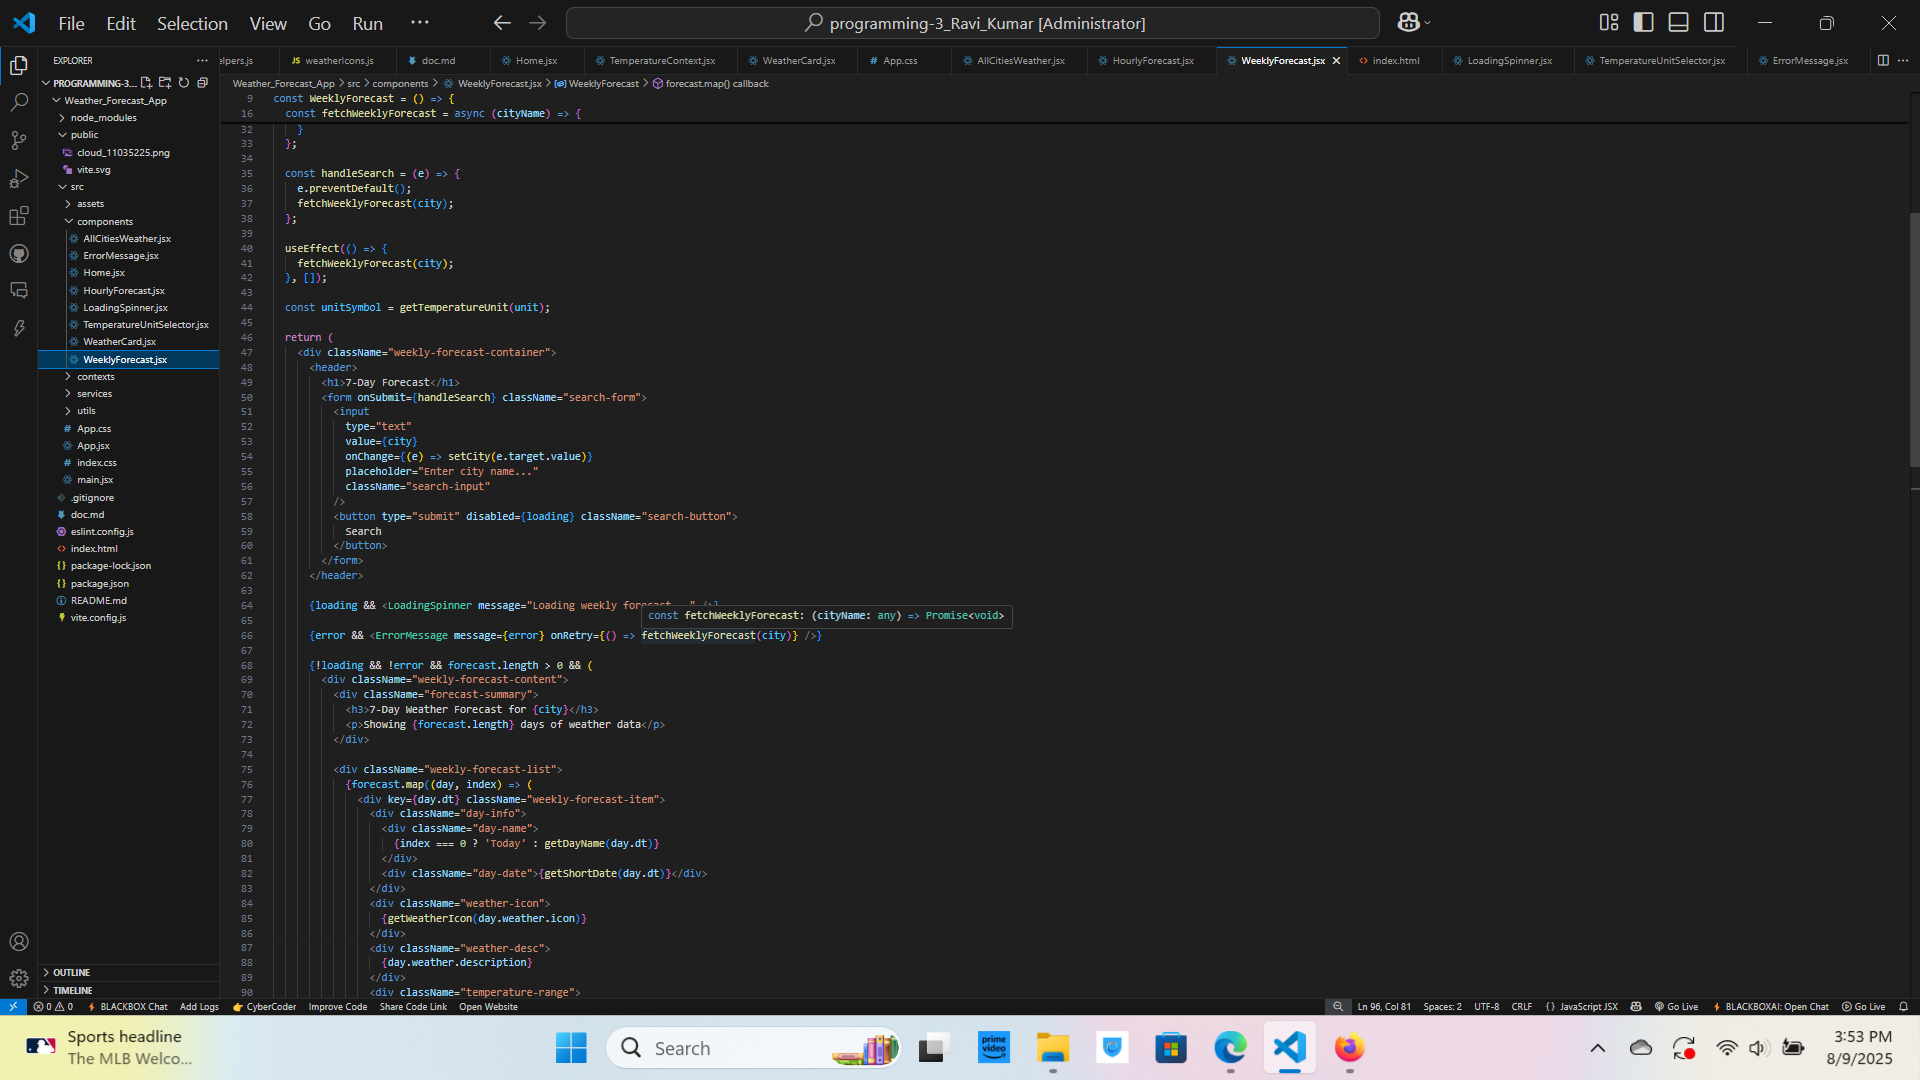 File Edit Selection View Go Run ···
programming-3_Ravi_Kumar [Administrator]
EXPLORER
elpers.js
weatherIcons.js
doc.md
Home.jsx
TemperatureContext.jsx
WeatherCard.jsx
App.css
AllCitiesWeather.jsx
HourlyForecast.jsx
WeeklyForecast.jsx
index.html
LoadingSpinner.jsx
TemperatureUnitSelector.jsx
ErrorMessage.jsx
PROGRAMMING-3...
Weather_Forecast_App
node_modules
public
cloud_11035225.png
vite.svg
src
assets
components
AllCitiesWeather.jsx
ErrorMessage.jsx
Home.jsx
HourlyForecast.jsx
LoadingSpinner.jsx
TemperatureUnitSelector.jsx
WeatherCard.jsx
WeeklyForecast.jsx
contexts
services
utils
App.css
App.jsx
index.css
main.jsx
.gitignore
doc.md
eslint.config.js
index.html
package-lock.json
package.json
README.md
vite.config.js
OUTLINE
TIMELINE
Weather_Forecast_App > src > components > WeeklyForecast.jsx > WeeklyForecast > forecast.map() callback
9 const WeeklyForecast = () => {
16 const fetchWeeklyForecast = async (cityName) => {
32 }
33 };
34
35 const handleSearch = (e) => {
36 e.preventDefault();
37 fetchWeeklyForecast(city);
38 };
39
40 useEffect(() => {
41 fetchWeeklyForecast(city);
42 }, []);
43
44 const unitSymbol = getTemperatureUnit(unit);
45
46 return (
47 <div className="weekly-forecast-container">
48 <header>
49 <h1>7-Day Forecast</h1>
50 <form onSubmit={handleSearch} className="search-form">
51 <input
52 type="text"
53 value={city}
54 onChange={(e) => setCity(e.target.value)}
55 placeholder="Enter city name..."
56 className="search-input"
57 />
58 <button type="submit" disabled={loading} className="search-button">
59 Search
60 </button>
61 </form>
62 </header>
63
64 {loading && <LoadingSpinner message="Loading weekly forecast..." />}
const fetchWeeklyForecast: (cityName: any) => Promise<void>
65
66 {error && <ErrorMessage message={error} onRetry={() => fetchWeeklyForecast(city)} />}
67
68 {!loading && !error && forecast.length > 0 && (
69 <div className="weekly-forecast-content">
70 <div className="forecast-summary">
71 <h3>7-Day Weather Forecast for {city}</h3>
72 <p>Showing {forecast.length} days of weather data</p>
73 </div>
74
75 <div className="weekly-forecast-list">
76 {forecast.map((day, index) => (
77 <div key={day.dt} className="weekly-forecast-item">
78 <div className="day-info">
79 <div className="day-name">
80 {index === 0 ? 'Today' : getDayName(day.dt)}
81 </div>
82 <div className="day-date">{getShortDate(day.dt)}</div>
83 </div>
84 <div className="weather-icon">
85 {getWeatherIcon(day.weather.icon)}
86 </div>
87 <div className="weather-desc">
88 {day.weather.description}
89 </div>
90 <div className="temperature-range">
0 0 BLACKBOX Chat Add Logs CyberCoder Improve Code Share Code Link Open Website
Ln 96, Col 81 Spaces: 2 UTF-8 CRLF {} JavaScript JSX Go Live BLACKBOXAI: Open Chat Go Live
Sports headline
The MLB Welco...
Search
prime video
3:53 PM
8/9/2025